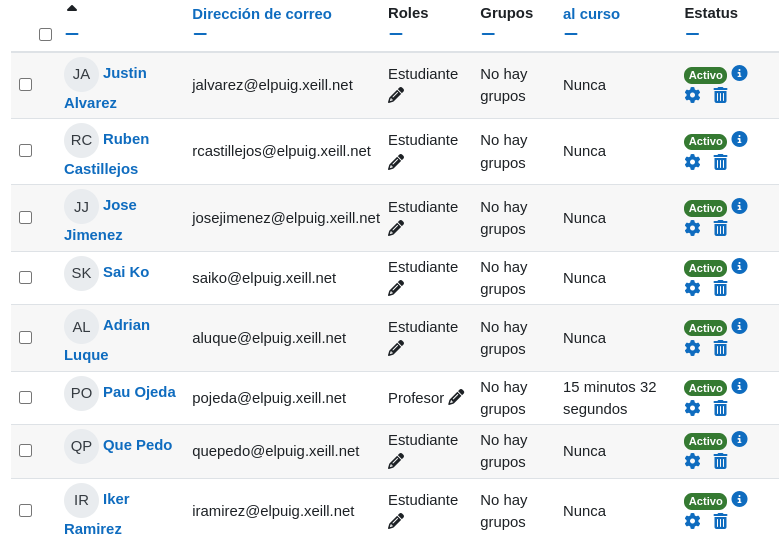 Dirección de correo Roles Grupos al curso Estatus
JA Justin Alvarez jalvarez@elpuig.xeill.net Estudiante No hay grupos Nunca Activo
RC Ruben Castillejos rcastillejos@elpuig.xeill.net Estudiante No hay grupos Nunca Activo
JJ Jose Jimenez josejimenez@elpuig.xeill.net Estudiante No hay grupos Nunca Activo
SK Sai Ko saiko@elpuig.xeill.net Estudiante No hay grupos Nunca Activo
AL Adrian Luque aluque@elpuig.xeill.net Estudiante No hay grupos Nunca Activo
PO Pau Ojeda pojeda@elpuig.xeill.net Profesor No hay grupos 15 minutos 32 segundos Activo
QP Que Pedo quepedo@elpuig.xeill.net Estudiante No hay grupos Nunca Activo
IR Iker Ramirez iramirez@elpuig.xeill.net Estudiante No hay grupos Nunca Activo